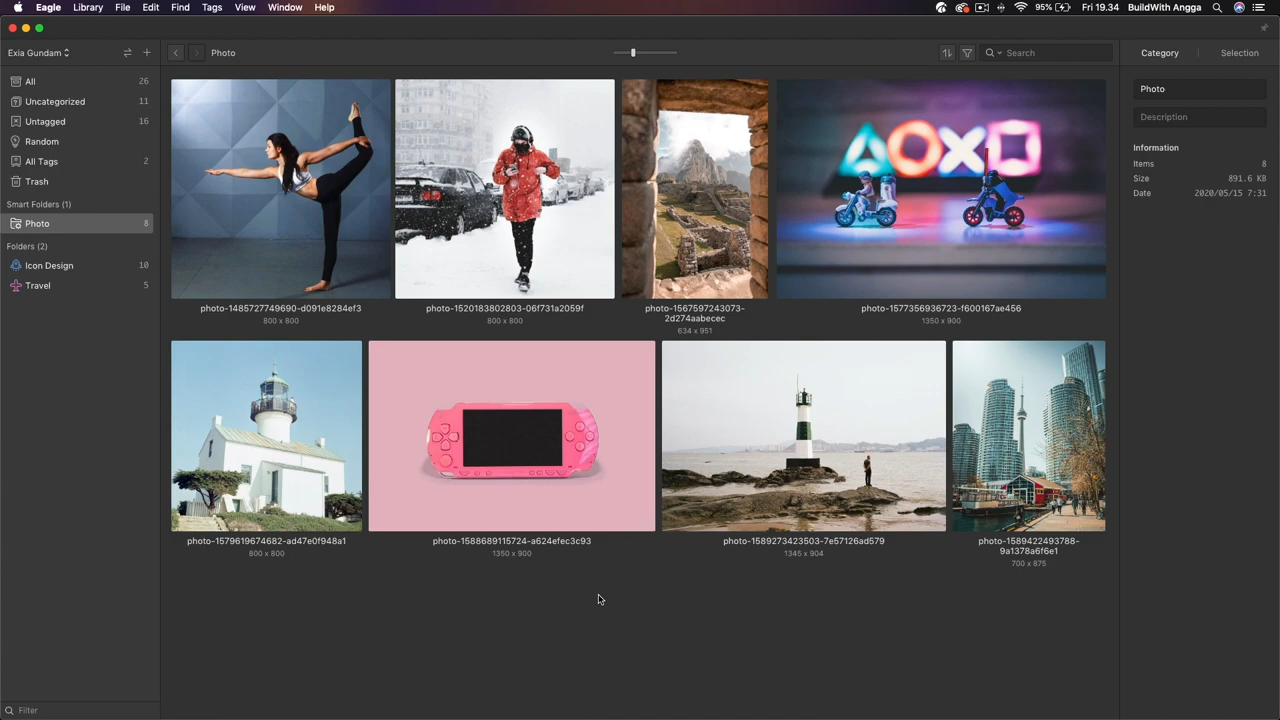 Eagle Library File Edit Find Tags View Window Help 95% Fri 19.34 BuildWith Angga
Exia Gundam
Photo
Search
Category Selection
All 26
Uncategorized 11
Untagged 16
Random
All Tags 2
Trash
Smart Folders (1)
Photo 8
Folders (2)
Icon Design 10
Travel 5
Filter
photo-1485727749690-d091e8284ef3
800 x 800
photo-1520183802803-06f731a2059f
800 x 800
photo-1567597243073-
2d274aabecec
634 x 951
photo-1577356936723-f600167ae456
1350 x 900
photo-1579619674682-ad47e0f948a1
800 x 800
photo-1588689115724-a624efec3c93
1350 x 900
photo-1589273423503-7e57126ad579
1345 x 904
photo-1589422493788-
9a1378a6f6e1
700 x 875
Photo
Description
Information
Items 8
Size 891.6 KB
Date 2020/05/15 7:31